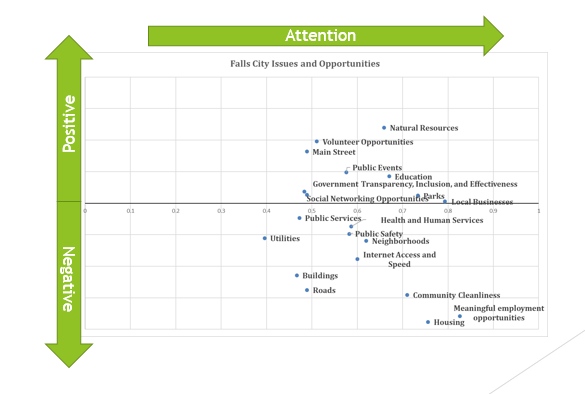 Attention
Falls City Issues and Opportunities
Positive
Negative
Natural Resources
Volunteer Opportunities
Main Street
Public Events
Education
Government Transparency, Inclusion, and Effectiveness
Parks
Social Networking Opportunities
Local Businesses
0 0.1 0.2 0.3 0.4 0.5 0.6 0.7 0.8 0.9 1
Public Services
Health and Human Services
Public Safety
Utilities
Neighborhoods
Internet Access and
Speed
Buildings
Roads
Community Cleanliness
Meaningful employment
opportunities
Housing